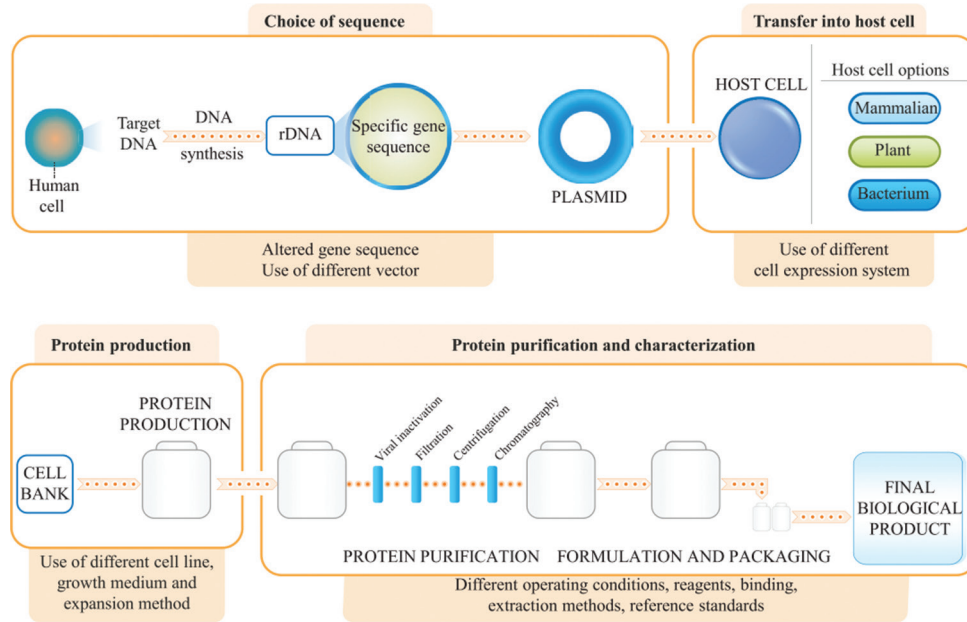 Choice of sequence
Transfer into host cell
Human
cell
Target
DNA
DNA
synthesis
rDNA
Specific gene
sequence
PLASMID
HOST CELL
Host cell options
Mammalian
Plant
Bacterium
Altered gene sequence
Use of different vector
Use of different
cell expression system
Protein production
Protein purification and characterization
CELL
BANK
PROTEIN
PRODUCTION
Viral inactivation
Filtration
Centrifugation
Chromatography
PROTEIN PURIFICATION
FORMULATION AND PACKAGING
FINAL
BIOLOGICAL
PRODUCT
Use of different cell line,
growth medium and
expansion method
Different operating conditions, reagents, binding,
extraction methods, reference standards